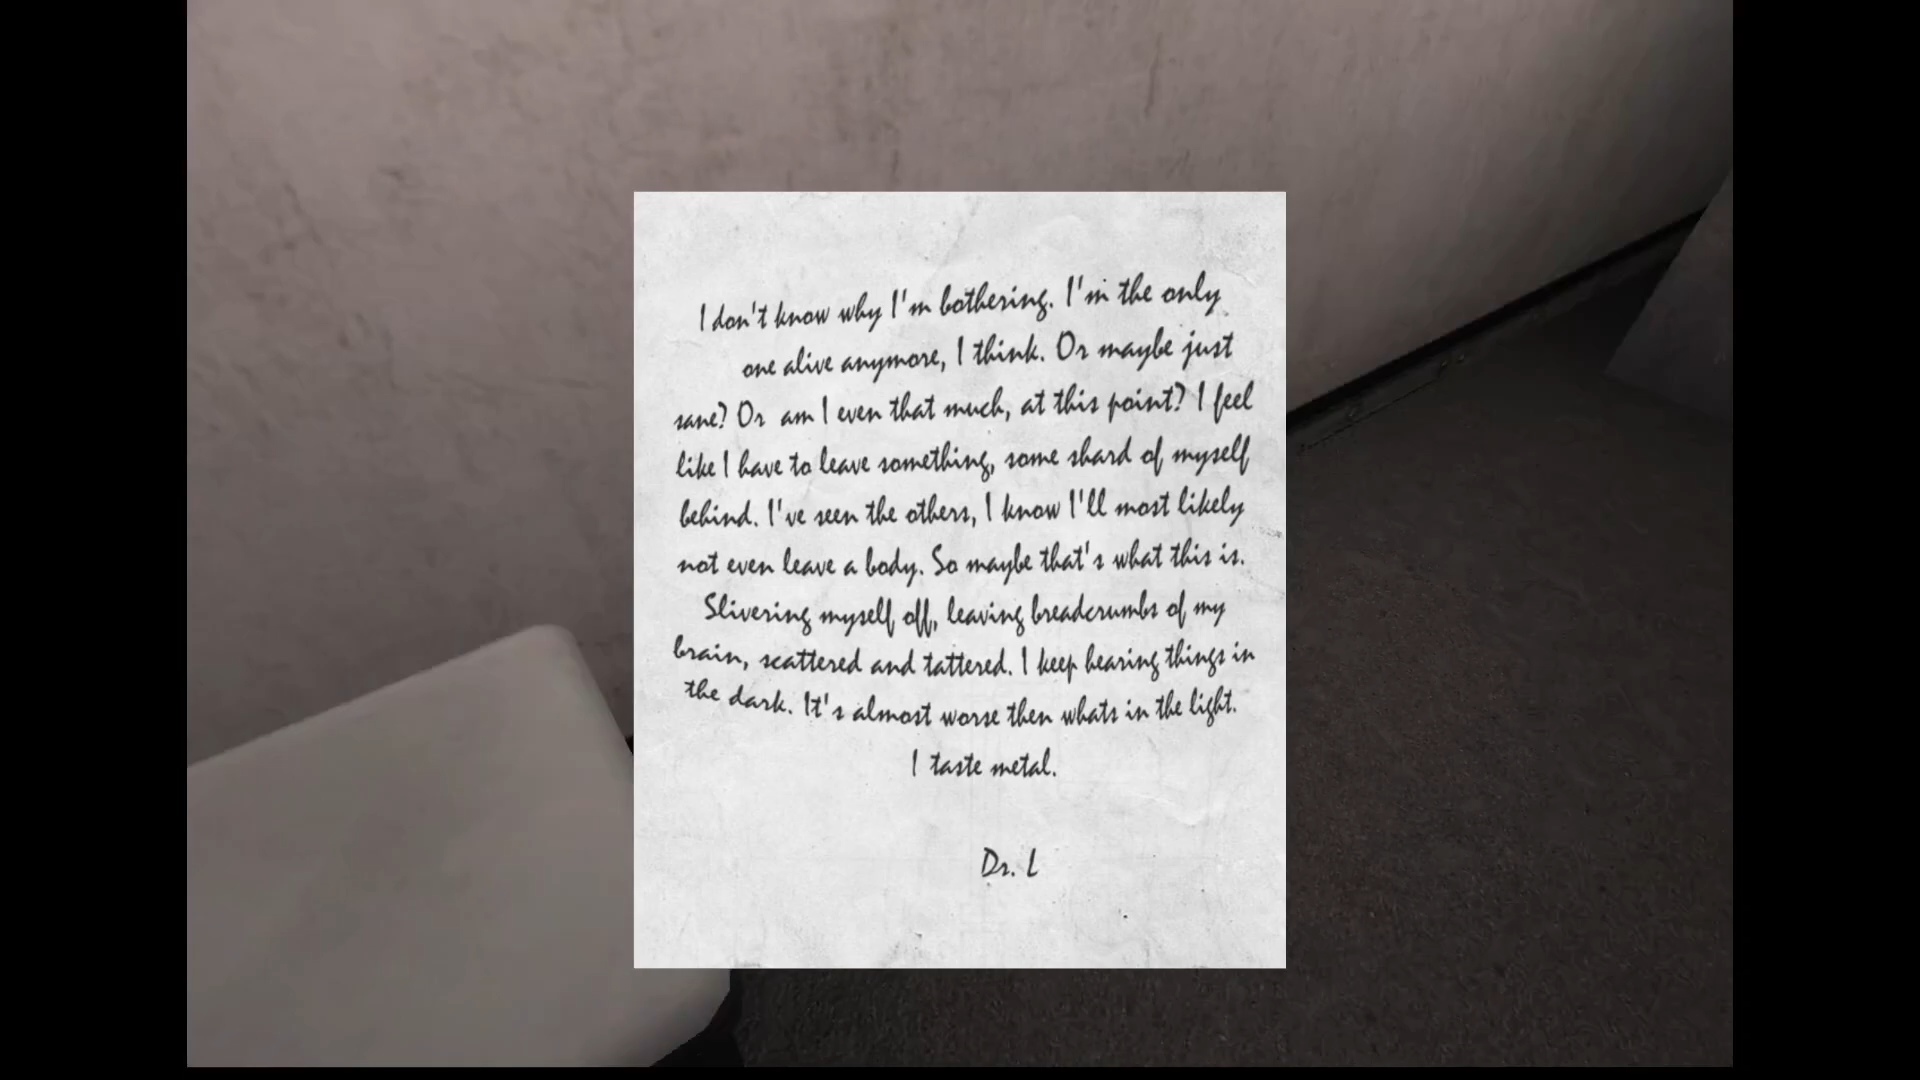 I don't know why I'm bothering. I'm the only
one alive anymore, I think. Or maybe just
sane? Or am I even that much, at this point? I feel
like I have to leave something, some shard of myself
behind. I've seen the others, I know I'll most likely
not even leave a body. So maybe that's what this is.
Slivering myself off, leaving breadcrumbs of my
brain, scattered and tattered. I keep hearing things in
the dark. It's almost worse then whats in the light.
I taste metal.
Dr. L